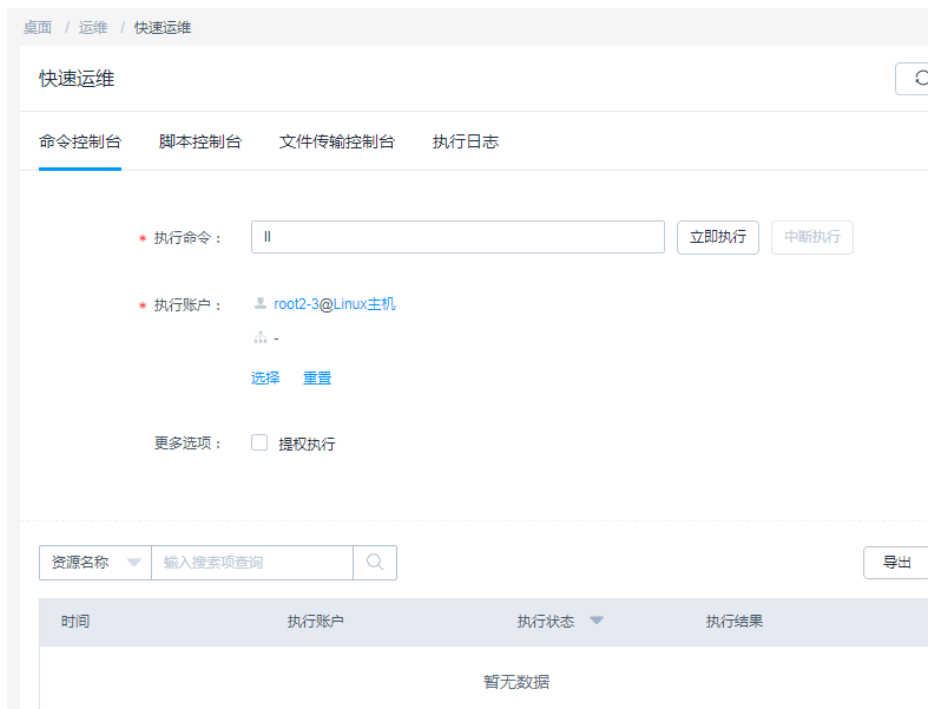 桌面 / 运维 / 快速运维
快速运维
命令控制台 脚本控制台 文件传输控制台 执行日志
* 执行命令： ll 立即执行 中断执行
* 执行账户： root2-3@Linux主机
-
选择 重置
更多选项： 提权执行
资源名称 输入搜索项查询 导出
时间 执行账户 执行状态 执行结果
暂无数据